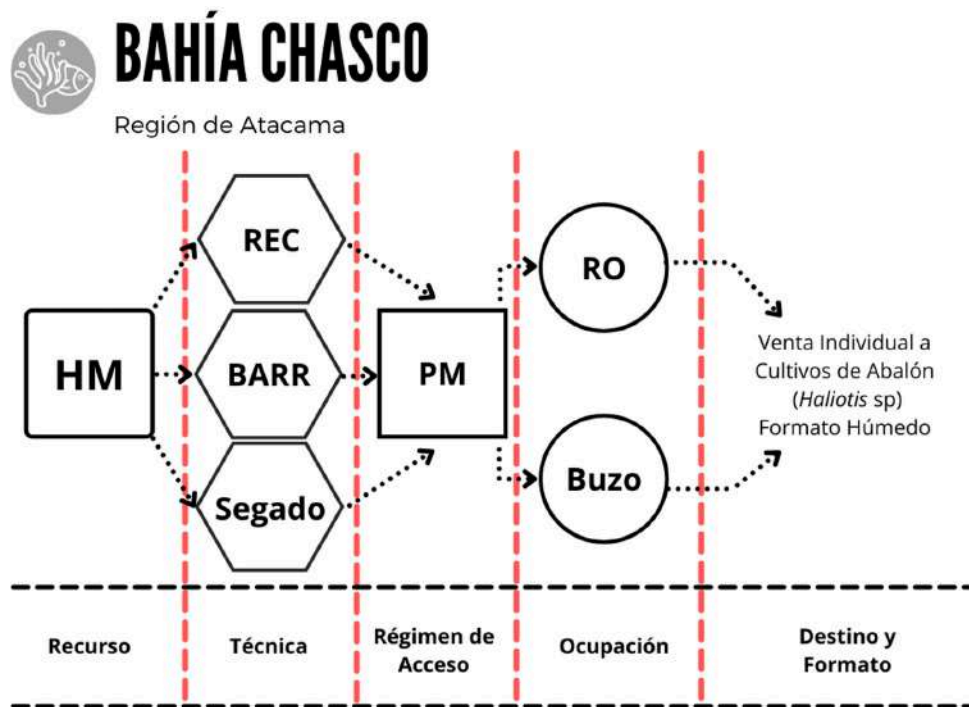 BAHÍA CHASCO
Región de Atacama
HM
REC
BARR
Segado
PM
RO
Buzo
Venta Individual a
Cultivos de Abalón
(Haliotis sp)
Formato Húmedo
Recurso
Técnica
Régimen de
Acceso
Ocupación
Destino y
Formato